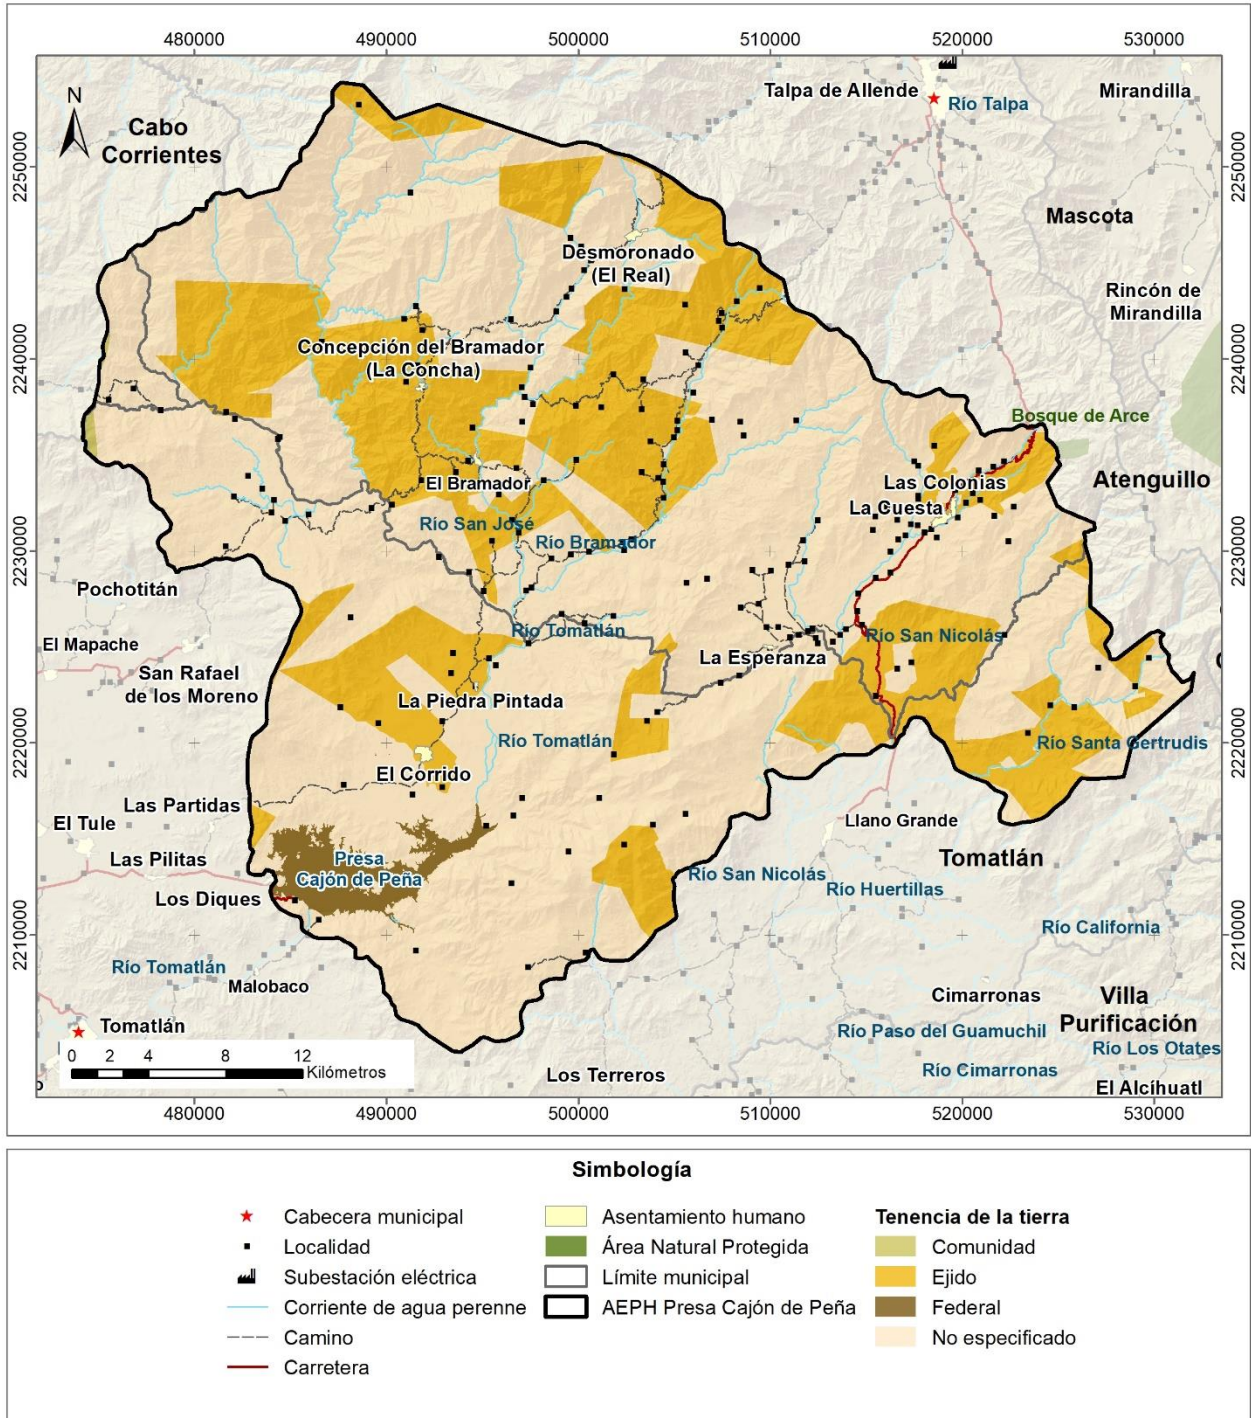 480000
490000
500000
510000
520000
530000
N
Cabo
Corrientes
Talpa de Allende
Río Talpa
Mirandilla
2250000
2250000
Mascota
Desmoronado
(El Real)
Rincón de
Mirandilla
2240000
2240000
Concepción del Bramador
(La Concha)
Bosque de Arce
Atenguillo
El Bramador
Las Colonias
La Cuesta
Río San José
Río Bramador
2230000
2230000
Pochotitán
El Mapache
San Rafael
de los Moreno
Río Tomatlán
Río San Nicolás
La Esperanza
La Piedra Pintada
Río Tomatlán
Río Santa Gertrudis
2220000
2220000
El Corrido
Las Partidas
El Tule
Las Pilitas
Llano Grande
Tomatlán
Presa
Cajón de Peña
Río San Nicolás
Río Huertillas
Los Diques
2210000
2210000
Río California
Río Tomatlán
Malobaco
Cimarronas
Villa
Purificación
Tomatlán
Río Paso del Guamuchil
Río Los Otates
0 2 4 8 12
Kilómetros
Los Terreros
Río Cimarronas
El Alcíhuatl
480000
490000
500000
510000
520000
530000
Simbología
Cabecera municipal
Localidad
Subestación eléctrica
Corriente de agua perenne
Camino
Carretera
Asentamiento humano
Área Natural Protegida
Límite municipal
AEPH Presa Cajón de Peña
Tenencia de la tierra
Comunidad
Ejido
Federal
No especificado